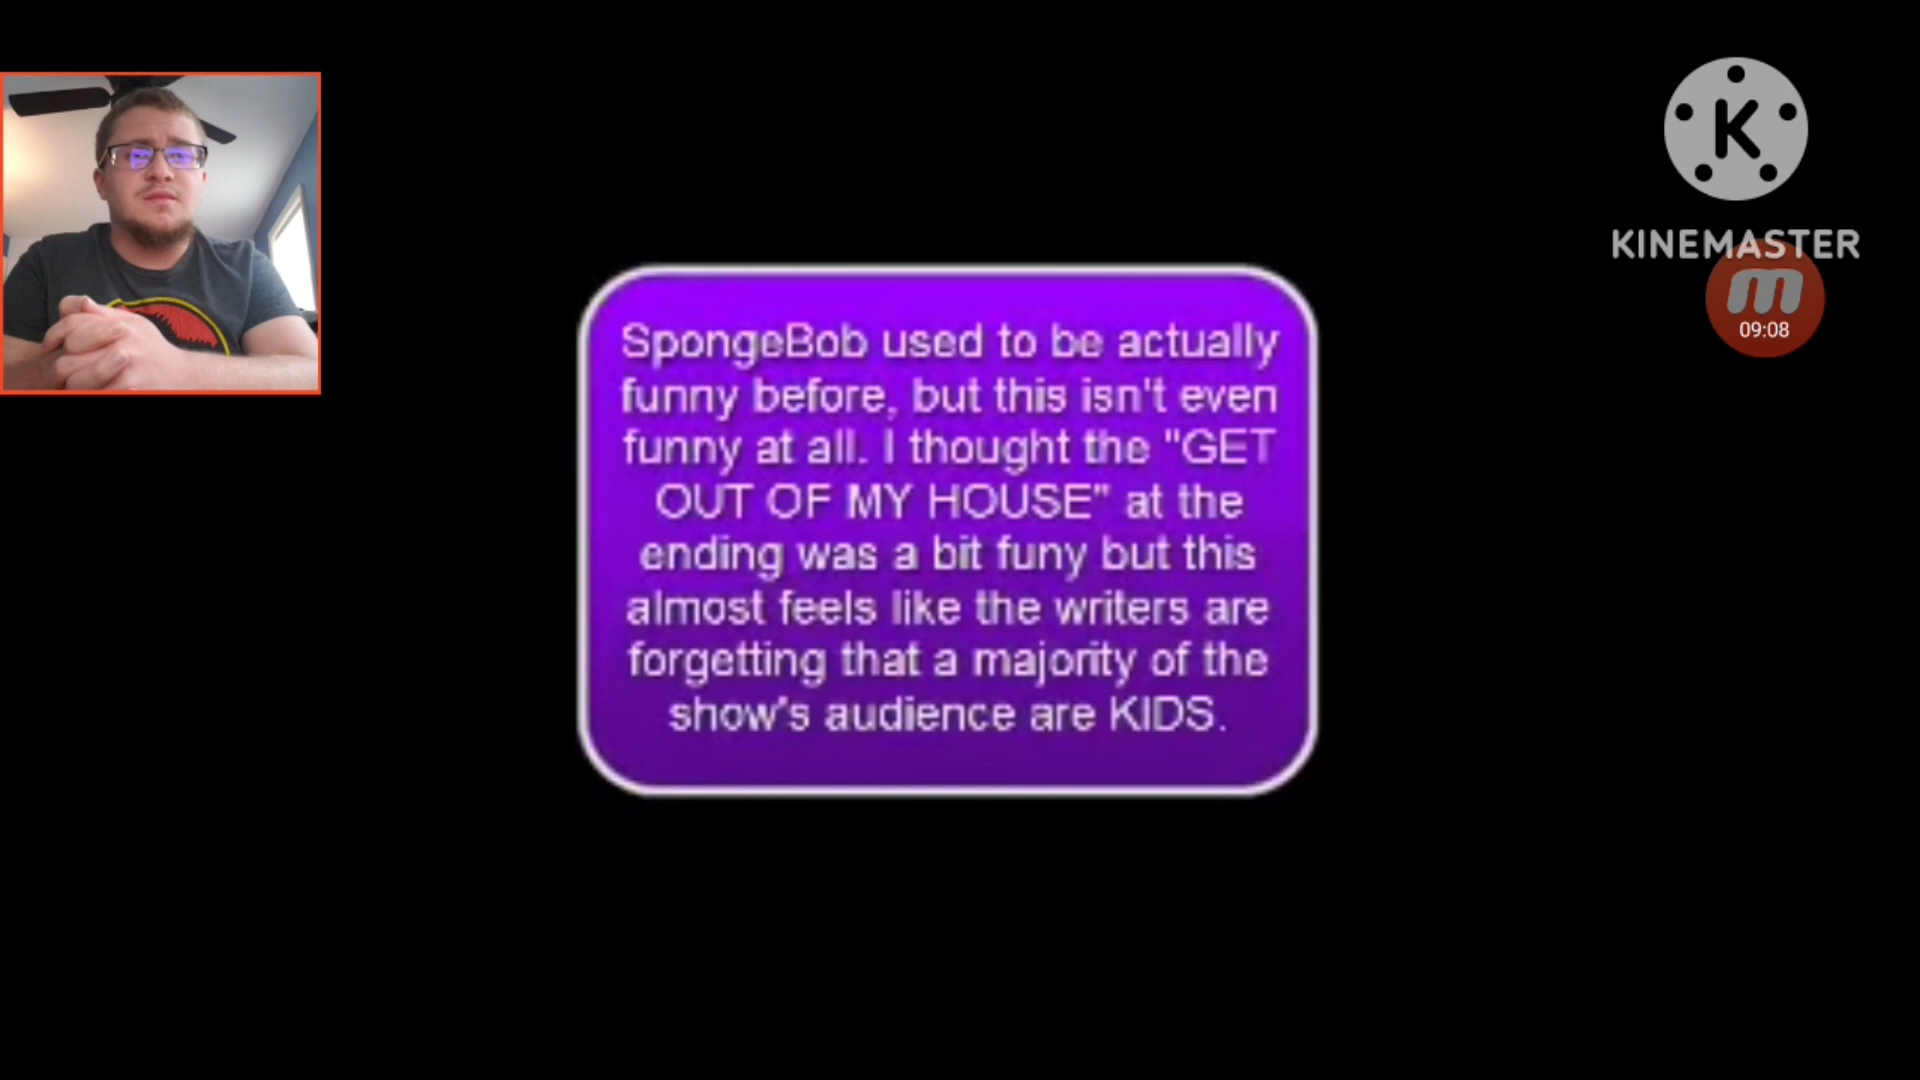 K
KINEMASTER
m
09:08
SpongeBob used to be actually
funny before, but this isn't even
funny at all. I thought the "GET
OUT OF MY HOUSE" at the
ending was a bit funy but this
almost feels like the writers are
forgetting that a majority of the
show's audience are KIDS.